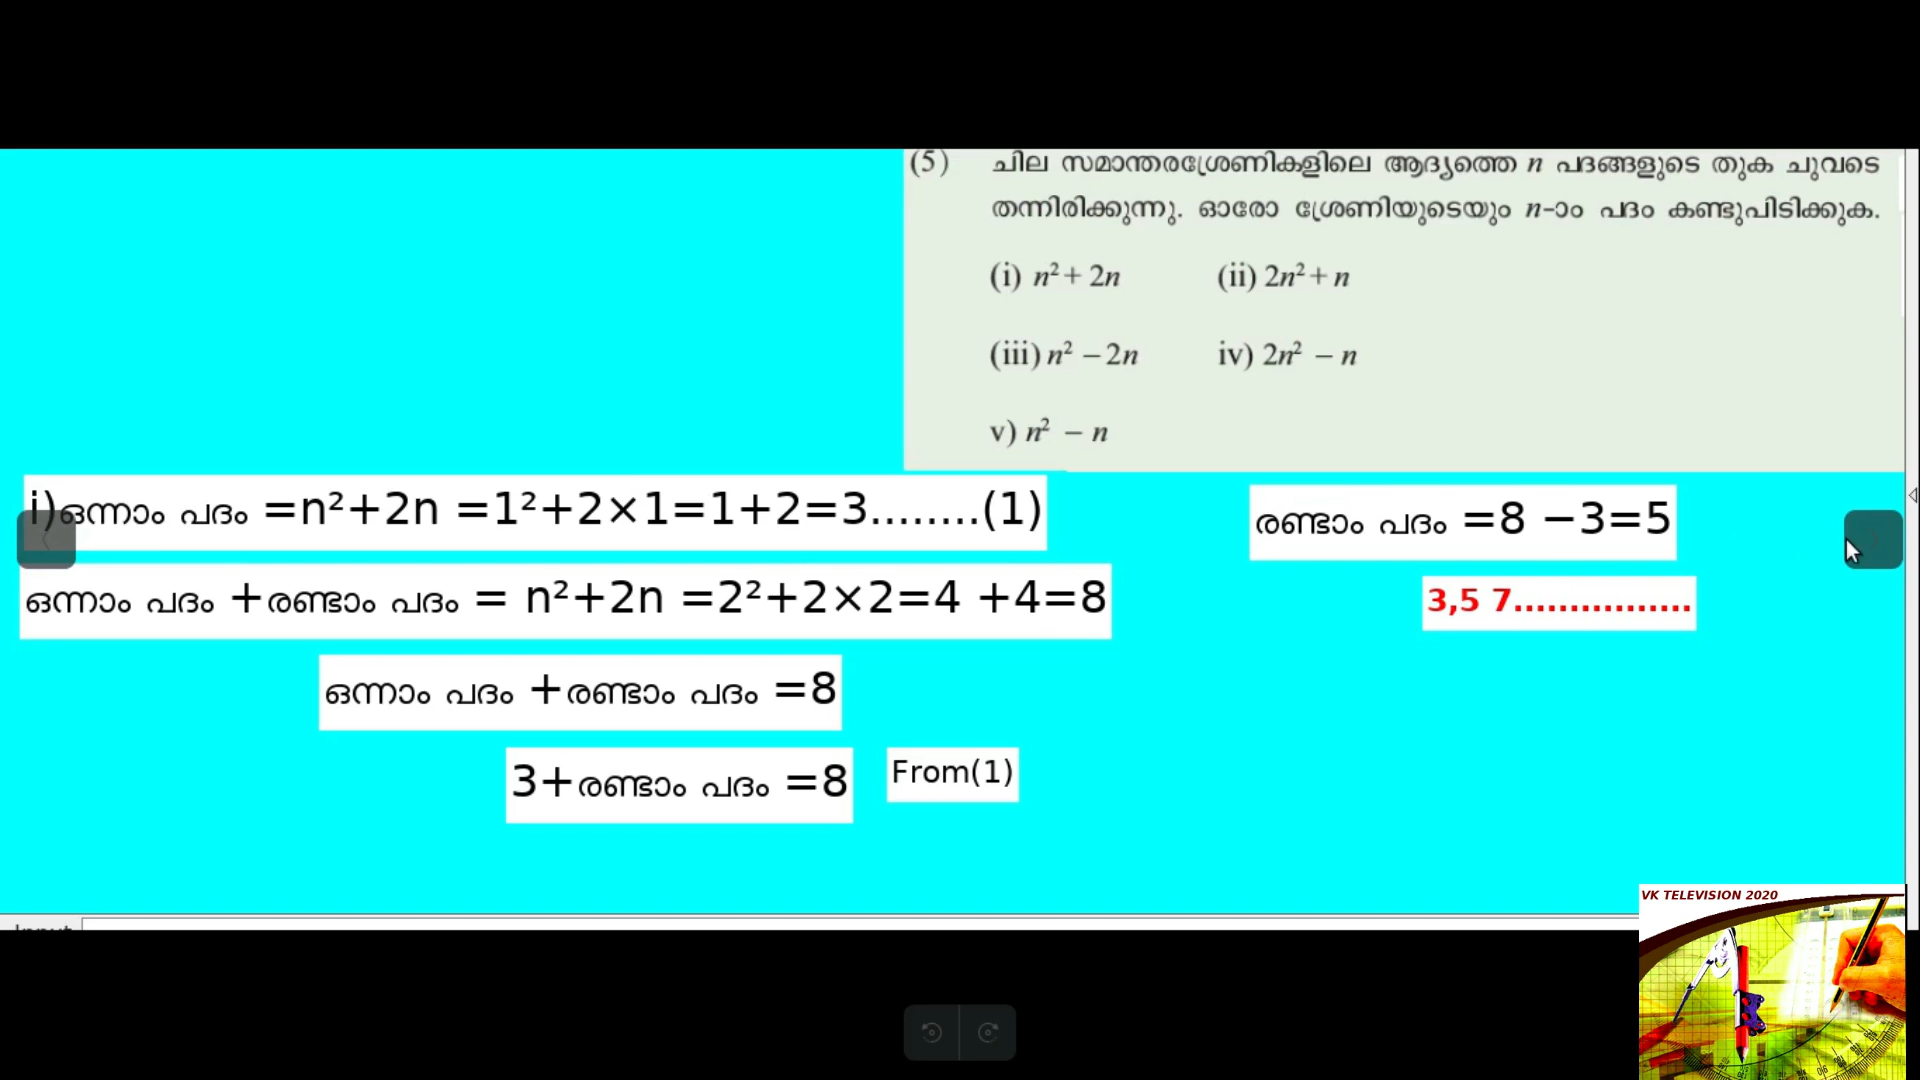 (5) ചില സമാന്തരശ്രേണികളിലെ ആദ്യത്തെ n പദങ്ങളുടെ തുക ചുവടെ
തന്നിരിക്കുന്നു. ഓരോ ശ്രേണിയുടെയും n-ാം പദം കണ്ടുപിടിക്കുക.
(i) n² + 2n (ii) 2n² + n
(iii) n² – 2n iv) 2n² – n
v) n² – n
i)ഒന്നാം പദം =n²+2n =1²+2×1=1+2=3........(1)
രണ്ടാം പദം =8 −3=5
ഒന്നാം പദം +രണ്ടാം പദം = n²+2n =2²+2×2=4 +4=8
3,5 7................
ഒന്നാം പദം +രണ്ടാം പദം =8
3+രണ്ടാം പദം =8 From(1)
VK TELEVISION 2020